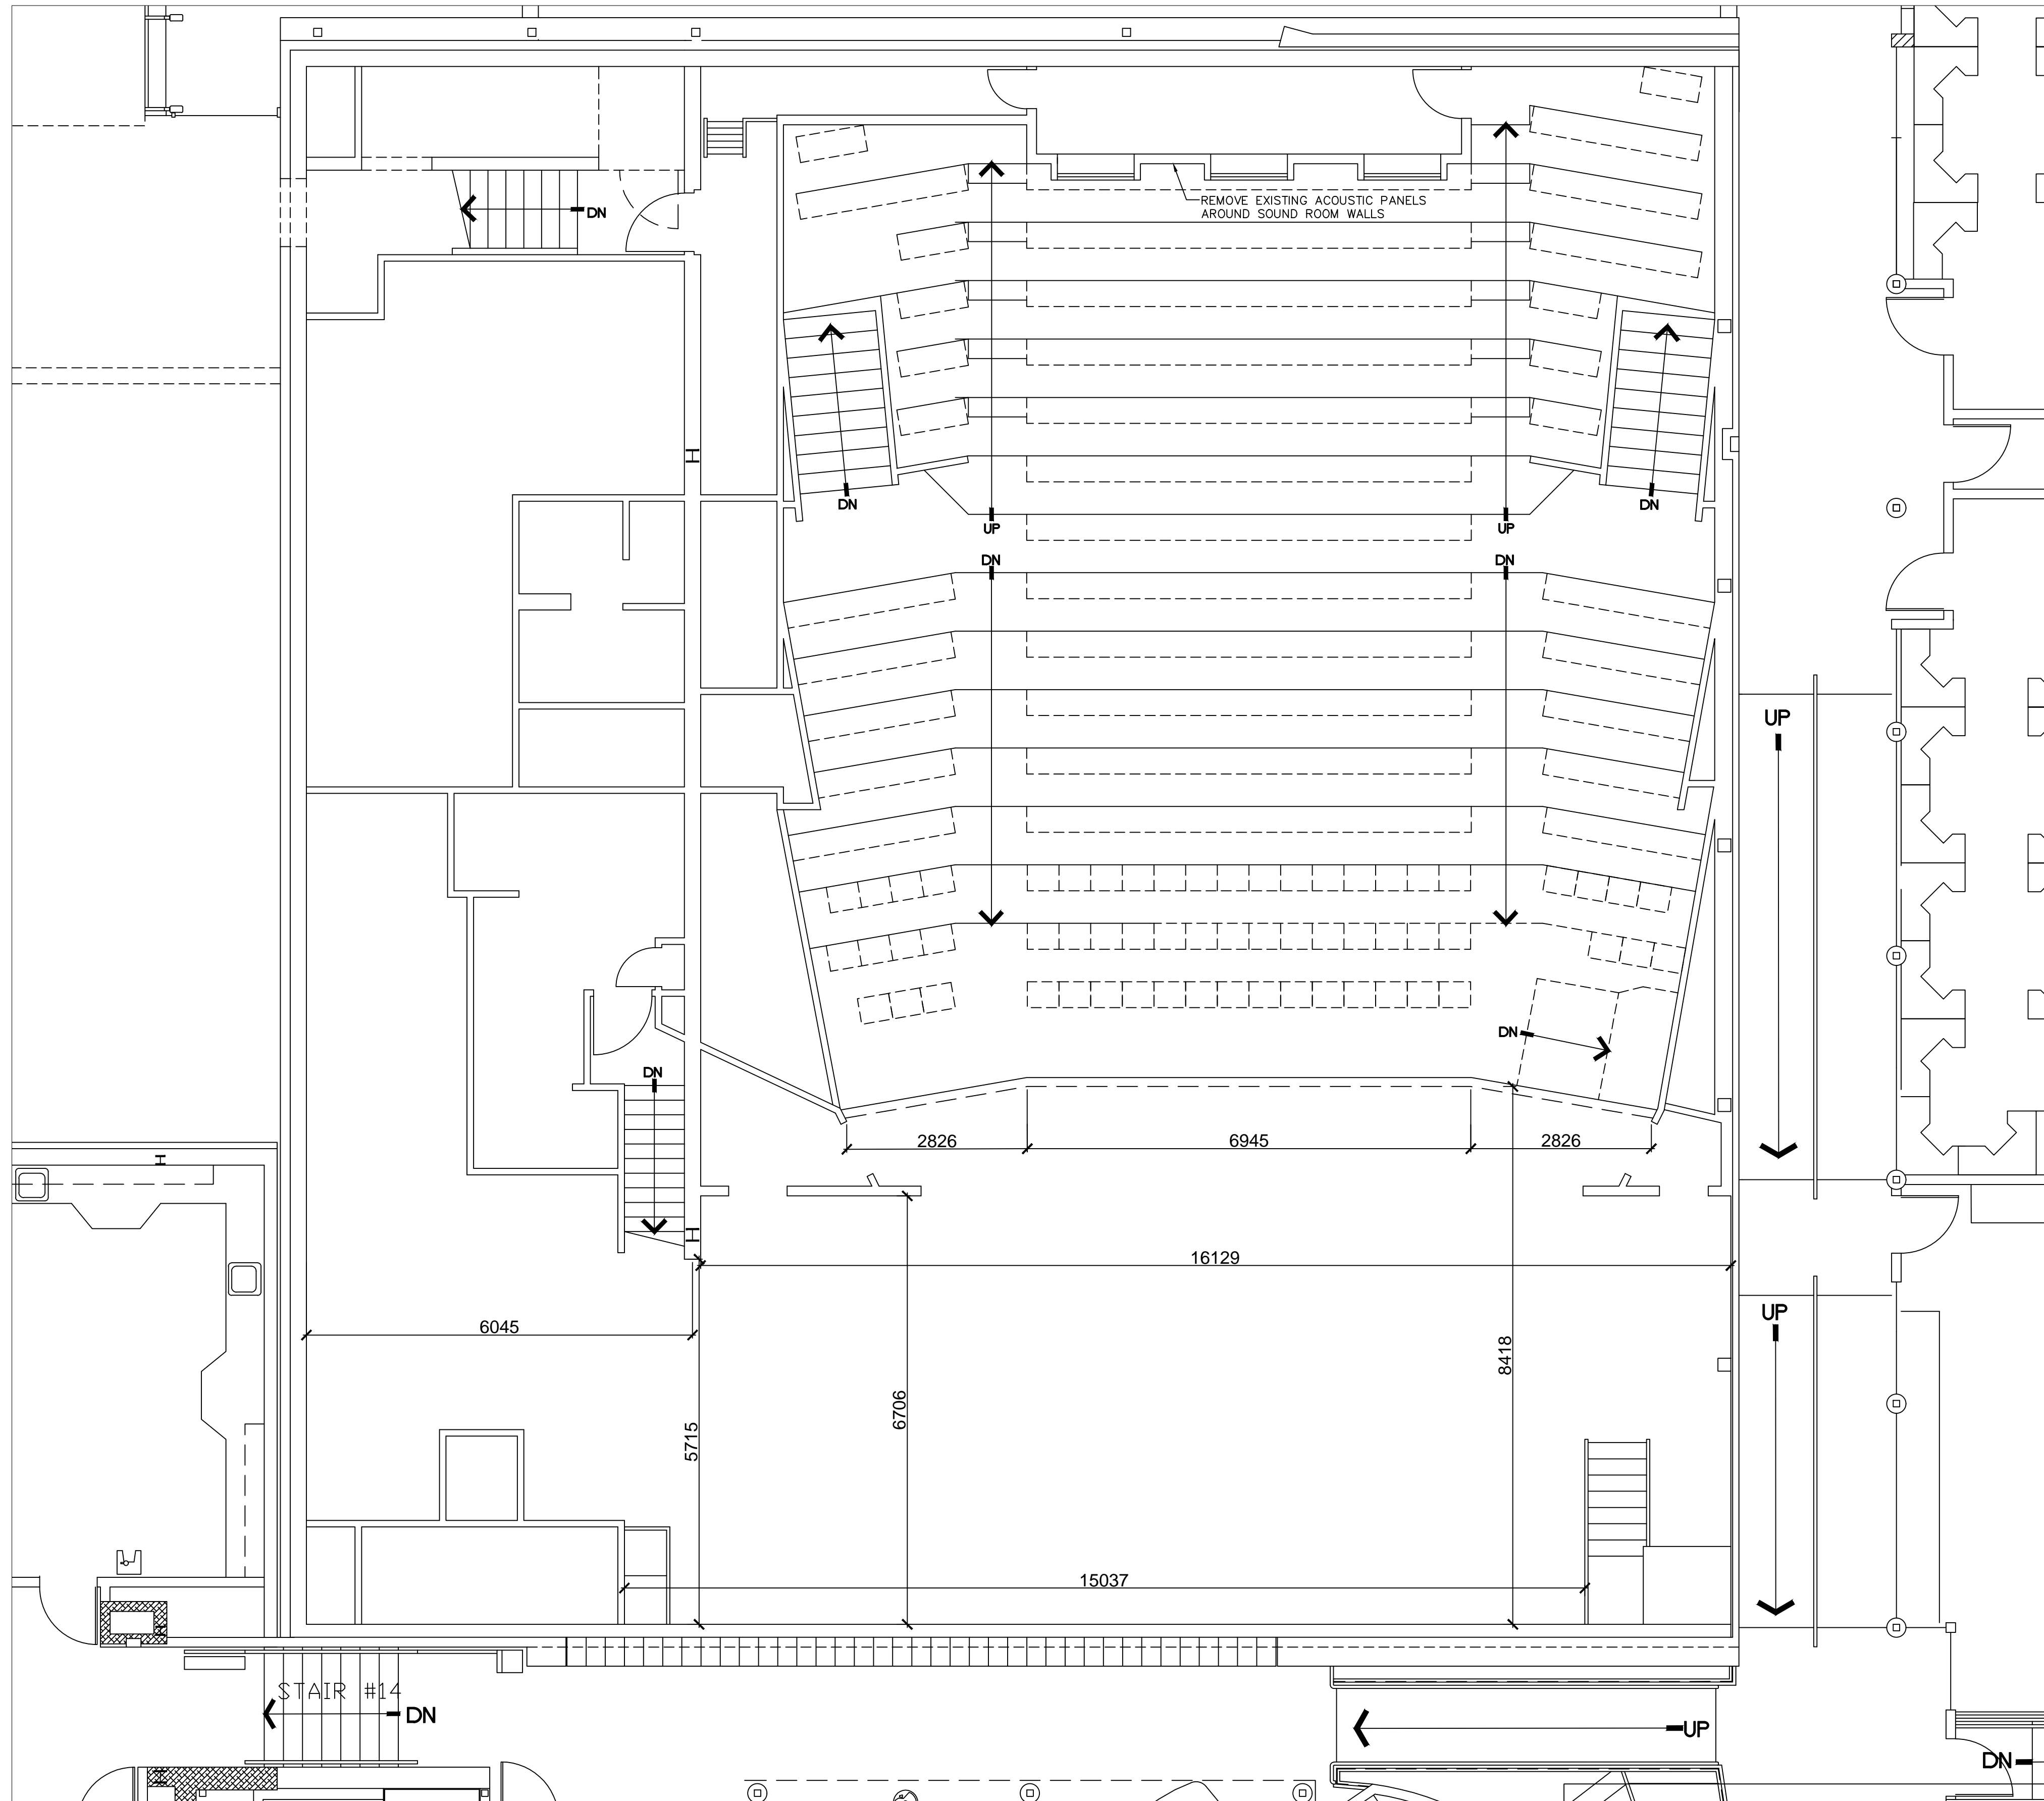 DN
REMOVE EXISTING ACOUSTIC PANELS
AROUND SOUND ROOM WALLS
DN
DN
UP
UP
DN
DN
UP
DN
DN
2826
6945
2826
16129
UP
6045
8418
6706
5715
15037
STAIR #14
DN
UP
DN